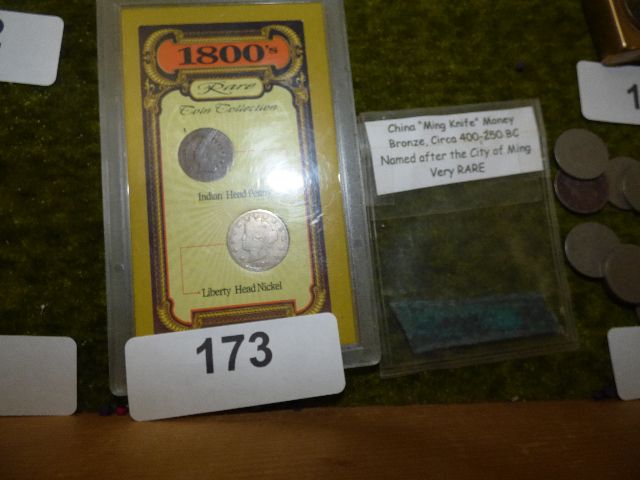 1800's
Rare
Coin Collection
Indian Head Penny
Liberty Head Nickel
173
China "Ming Knife" Money
Bronze, Circa 400-250 BC
Named after the City of Ming
Very RARE
1